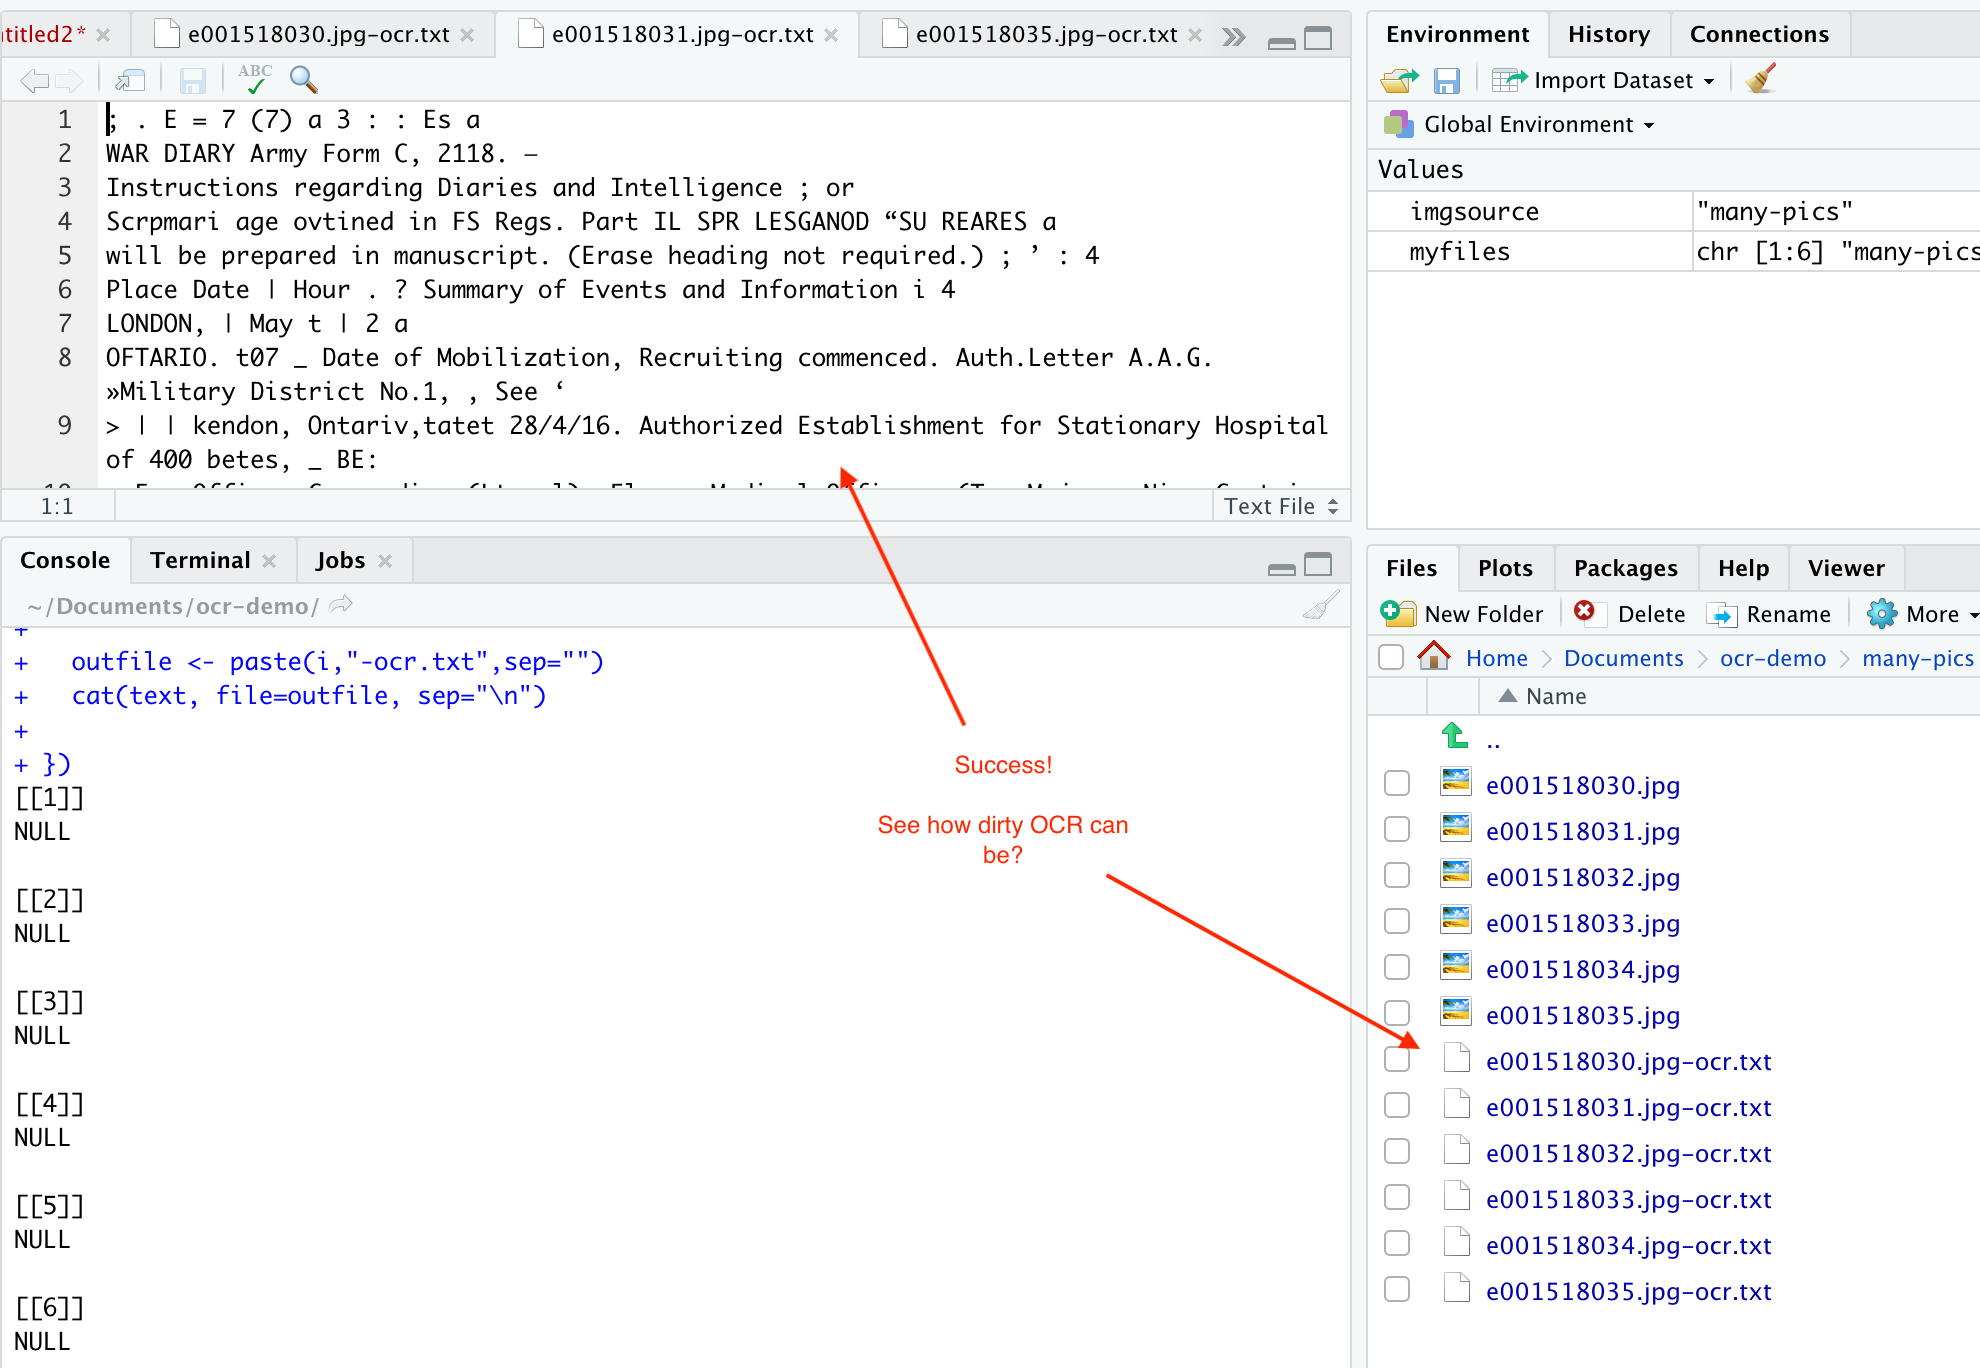 ntitled2*
e001518030.jpg-ocr.txt
e001518031.jpg-ocr.txt
e001518035.jpg-ocr.txt
ABC
1 ; . E = 7 (7) a 3 : : Es a
2 WAR DIARY Army Form C, 2118. —
3 Instructions regarding Diaries and Intelligence ; or
4 Scrpmari age ovtined in FS Regs. Part IL SPR LESGANOD “SU REARES a
5 will be prepared in manuscript. (Erase heading not required.) ; ’ : 4
6 Place Date | Hour . ? Summary of Events and Information i 4
7 LONDON, | May t | 2 a
8 OFTARIO. t07 _ Date of Mobilization, Recruiting commenced. Auth.Letter A.A.G.
»Military District No.1, , See ‘
9 > | | kendon, Ontariv,tatet 28/4/16. Authorized Establishment for Stationary Hospital
of 400 betes, _ BE:
1:1
Text File
Console
Terminal
Jobs
~/Documents/ocr-demo/
+
+ outfile <- paste(i,"-ocr.txt",sep="")
+ cat(text, file=outfile, sep="\n")
+
+ })
[[1]]
NULL
[[2]]
NULL
[[3]]
NULL
[[4]]
NULL
[[5]]
NULL
[[6]]
NULL
Success!
See how dirty OCR can
be?
Environment
History
Connections
Import Dataset
Global Environment
Values
imgsource "many-pics"
myfiles chr [1:6] "many-pics
Files
Plots
Packages
Help
Viewer
New Folder
Delete
Rename
More
Home > Documents > ocr-demo > many-pics
Name
..
e001518030.jpg
e001518031.jpg
e001518032.jpg
e001518033.jpg
e001518034.jpg
e001518035.jpg
e001518030.jpg-ocr.txt
e001518031.jpg-ocr.txt
e001518032.jpg-ocr.txt
e001518033.jpg-ocr.txt
e001518034.jpg-ocr.txt
e001518035.jpg-ocr.txt